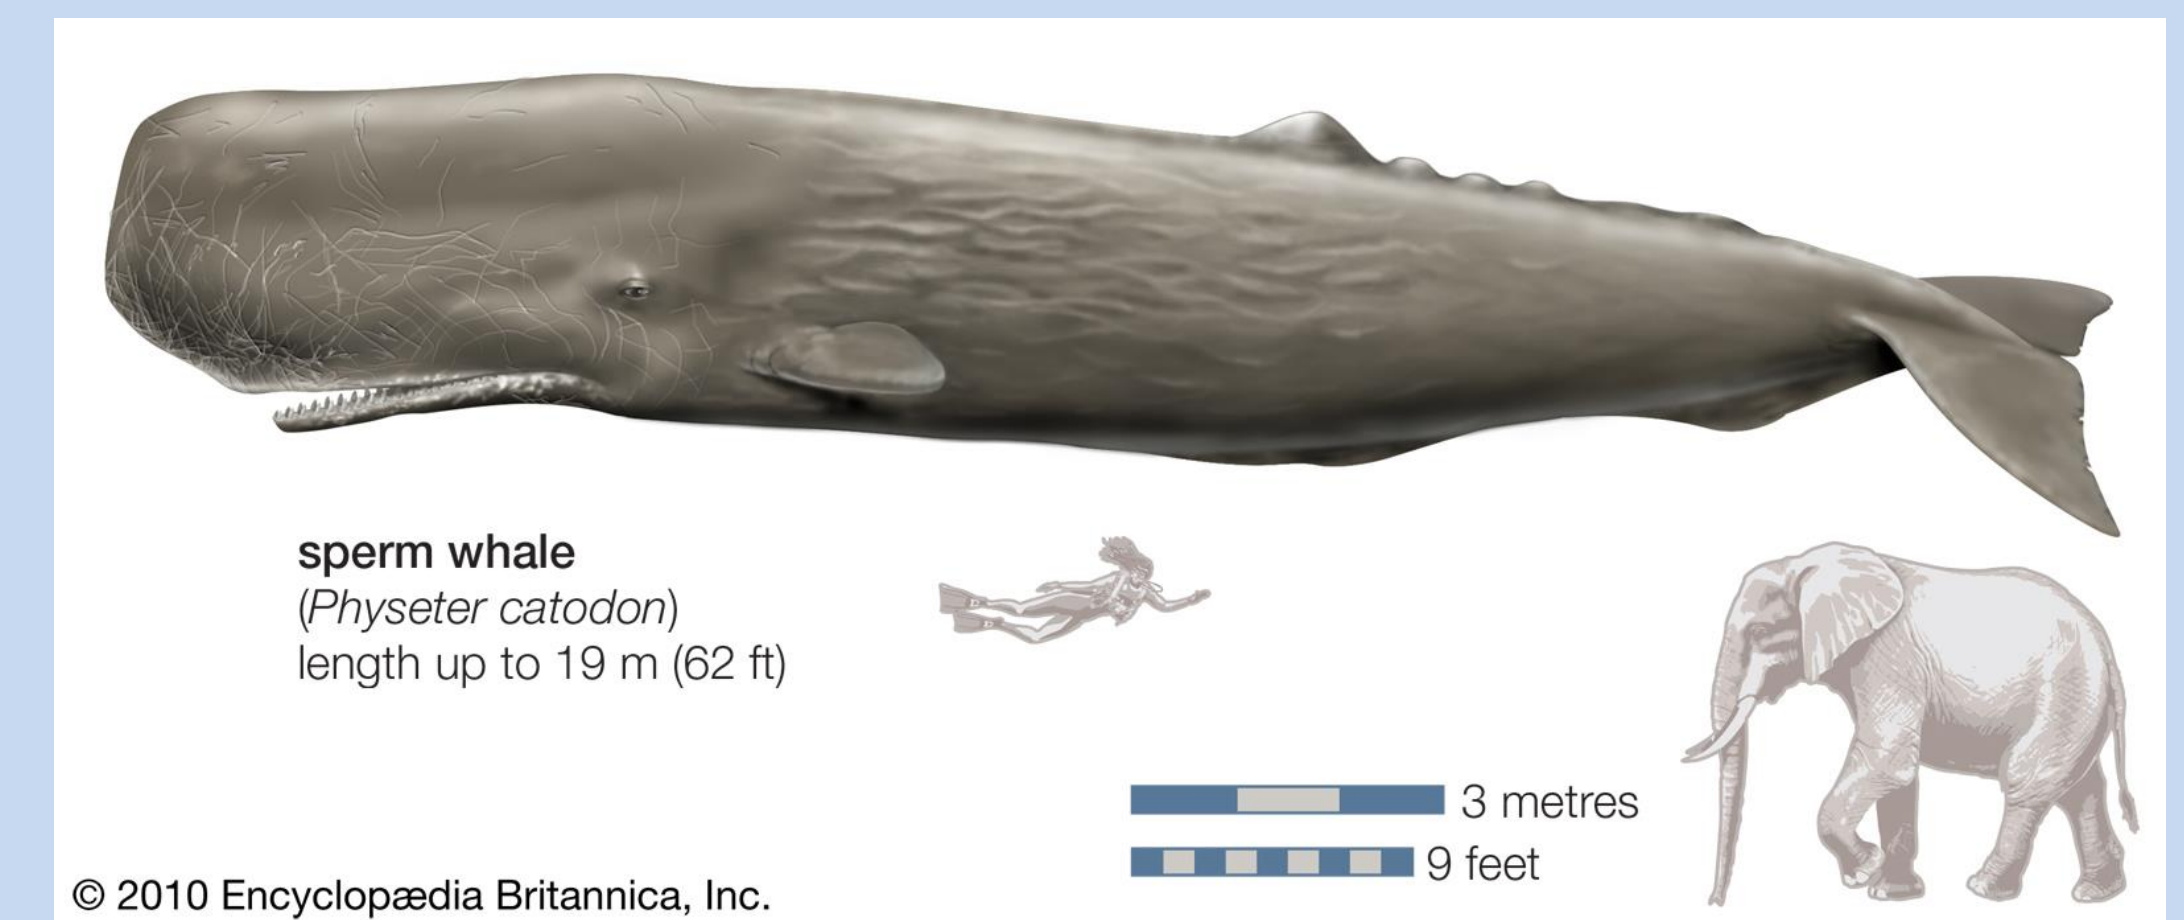 sperm whale
(Physeter catodon)
length up to 19 m (62 ft)
3 metres
9 feet
© 2010 Encyclopædia Britannica, Inc.